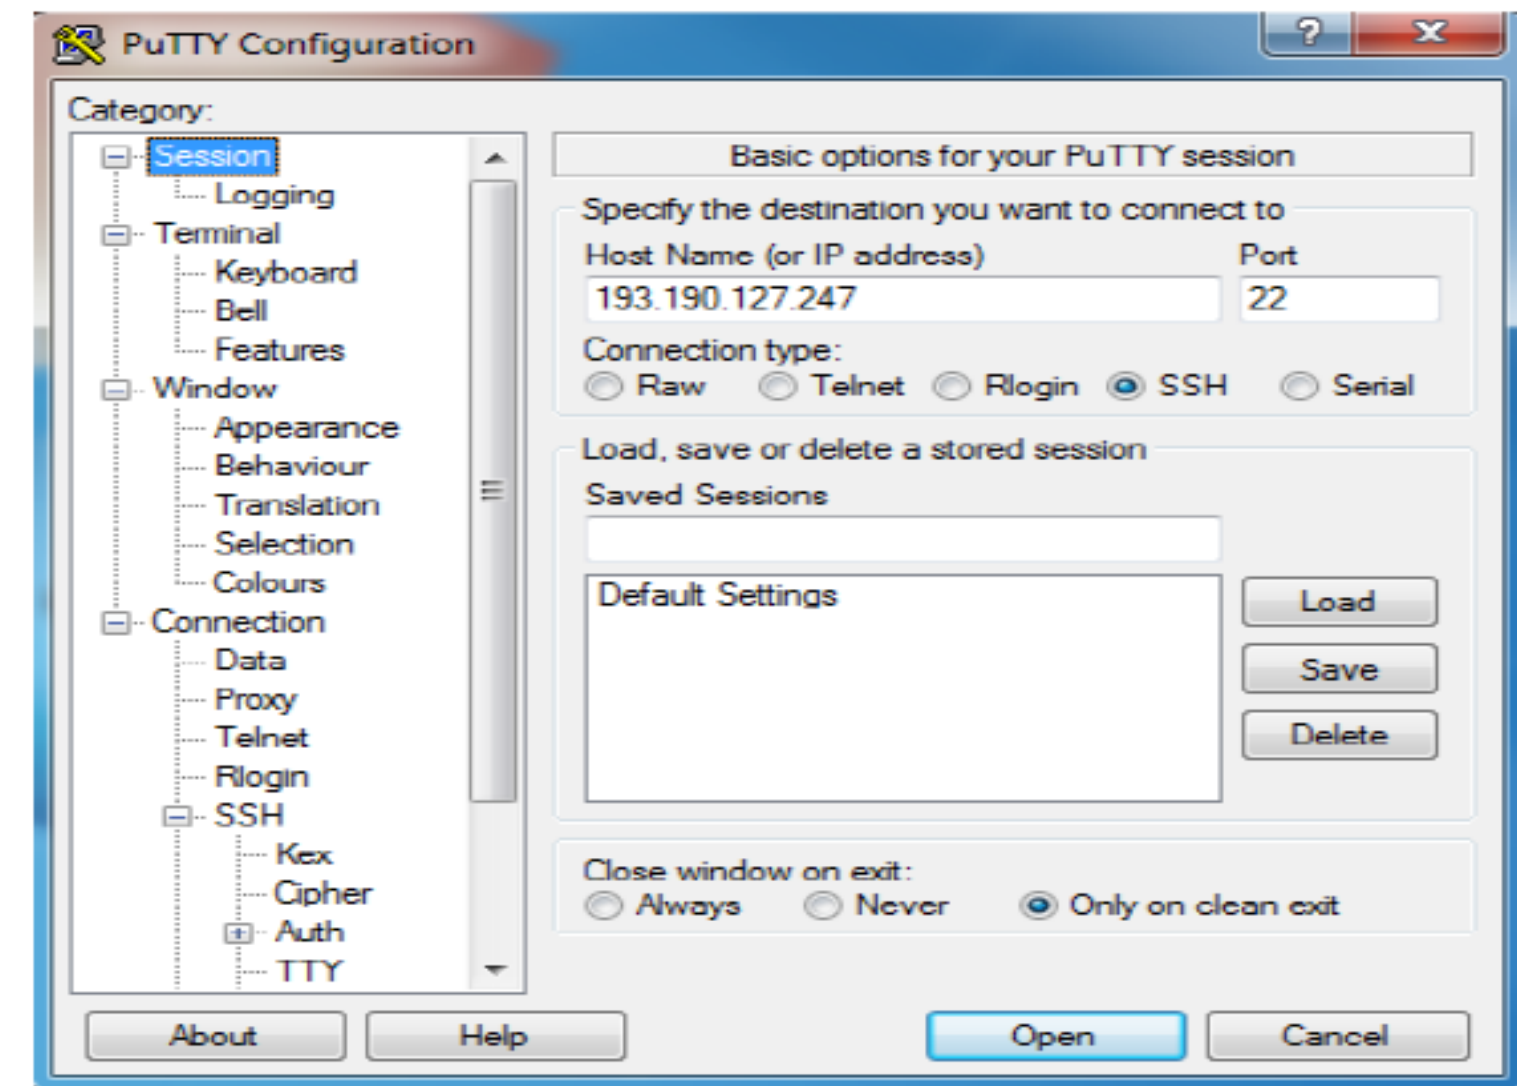 PuTTY Configuration
?
Category:
Session
Logging
Terminal
Keyboard
Bell
Features
Window
Appearance
Behaviour
Translation
Selection
Colours
Connection
Data
Proxy
Telnet
Rlogin
SSH
Kex
Cipher
Auth
TTY
Basic options for your PuTTY session
Specify the destination you want to connect to
Host Name (or IP address) Port
193.190.127.247 22
Connection type:
Raw Telnet Rlogin SSH Serial
Load, save or delete a stored session
Saved Sessions
Default Settings
Load
Save
Delete
Close window on exit:
Always Never Only on clean exit
About Help Open Cancel